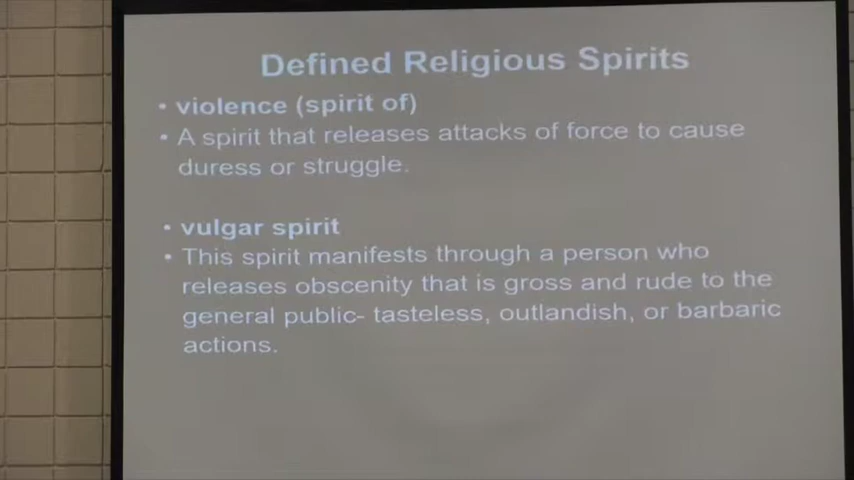 Defined Religious Spirits
• violence (spirit of)
• A spirit that releases attacks of force to cause
duress or struggle.
• vulgar spirit
• This spirit manifests through a person who
releases obscenity that is gross and rude to the
general public- tasteless, outlandish, or barbaric
actions.